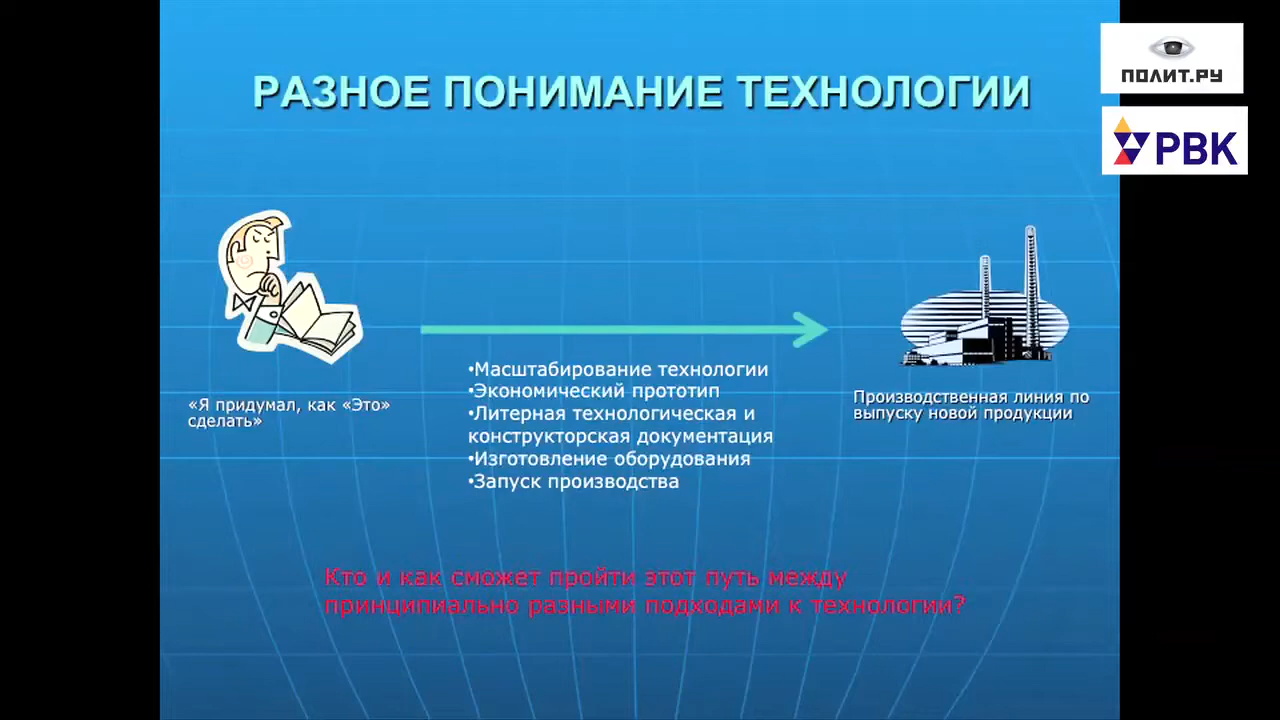 РАЗНОЕ ПОНИМАНИЕ ТЕХНОЛОГИИ
ПОЛИТ.РУ
РВК
«Я придумал, как «Это»
сделать»
•Масштабирование технологии
•Экономический прототип
•Литерная технологическая и
конструкторская документация
•Изготовление оборудования
•Запуск производства
Производственная линия по
выпуску новой продукции
Кто и как сможет пройти этот путь между
принципиально разными подходами к технологии?